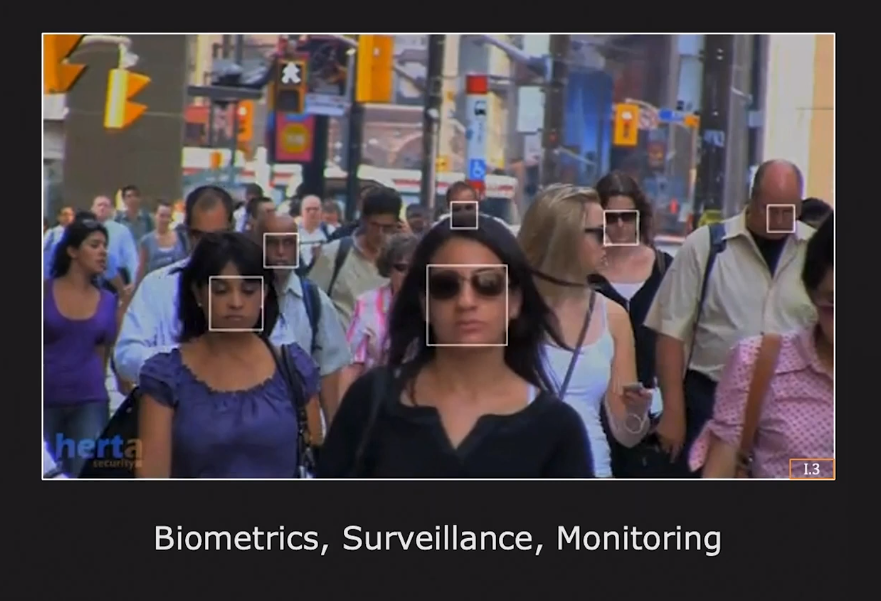 herta
security
I.3
Biometrics, Surveillance, Monitoring